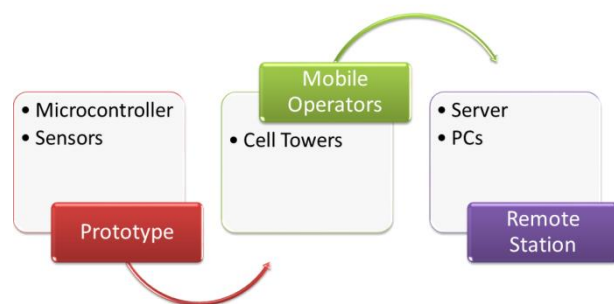 • Microcontroller
• Sensors
Prototype
Mobile
Operators
• Cell Towers
• Server
• PCs
Remote
Station